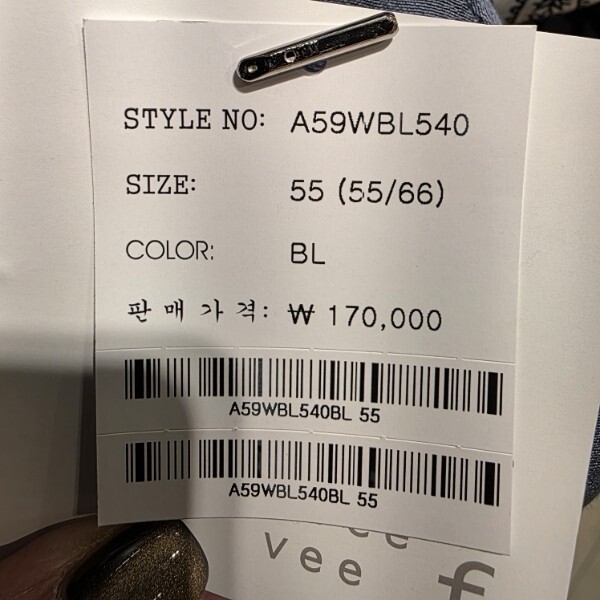 STYLE NO: A59WBL540
SIZE: 55 (55/66)
COLOR: BL
판매가격: ₩ 170,000
A59WBL540BL 55
A59WBL540BL 55
vee